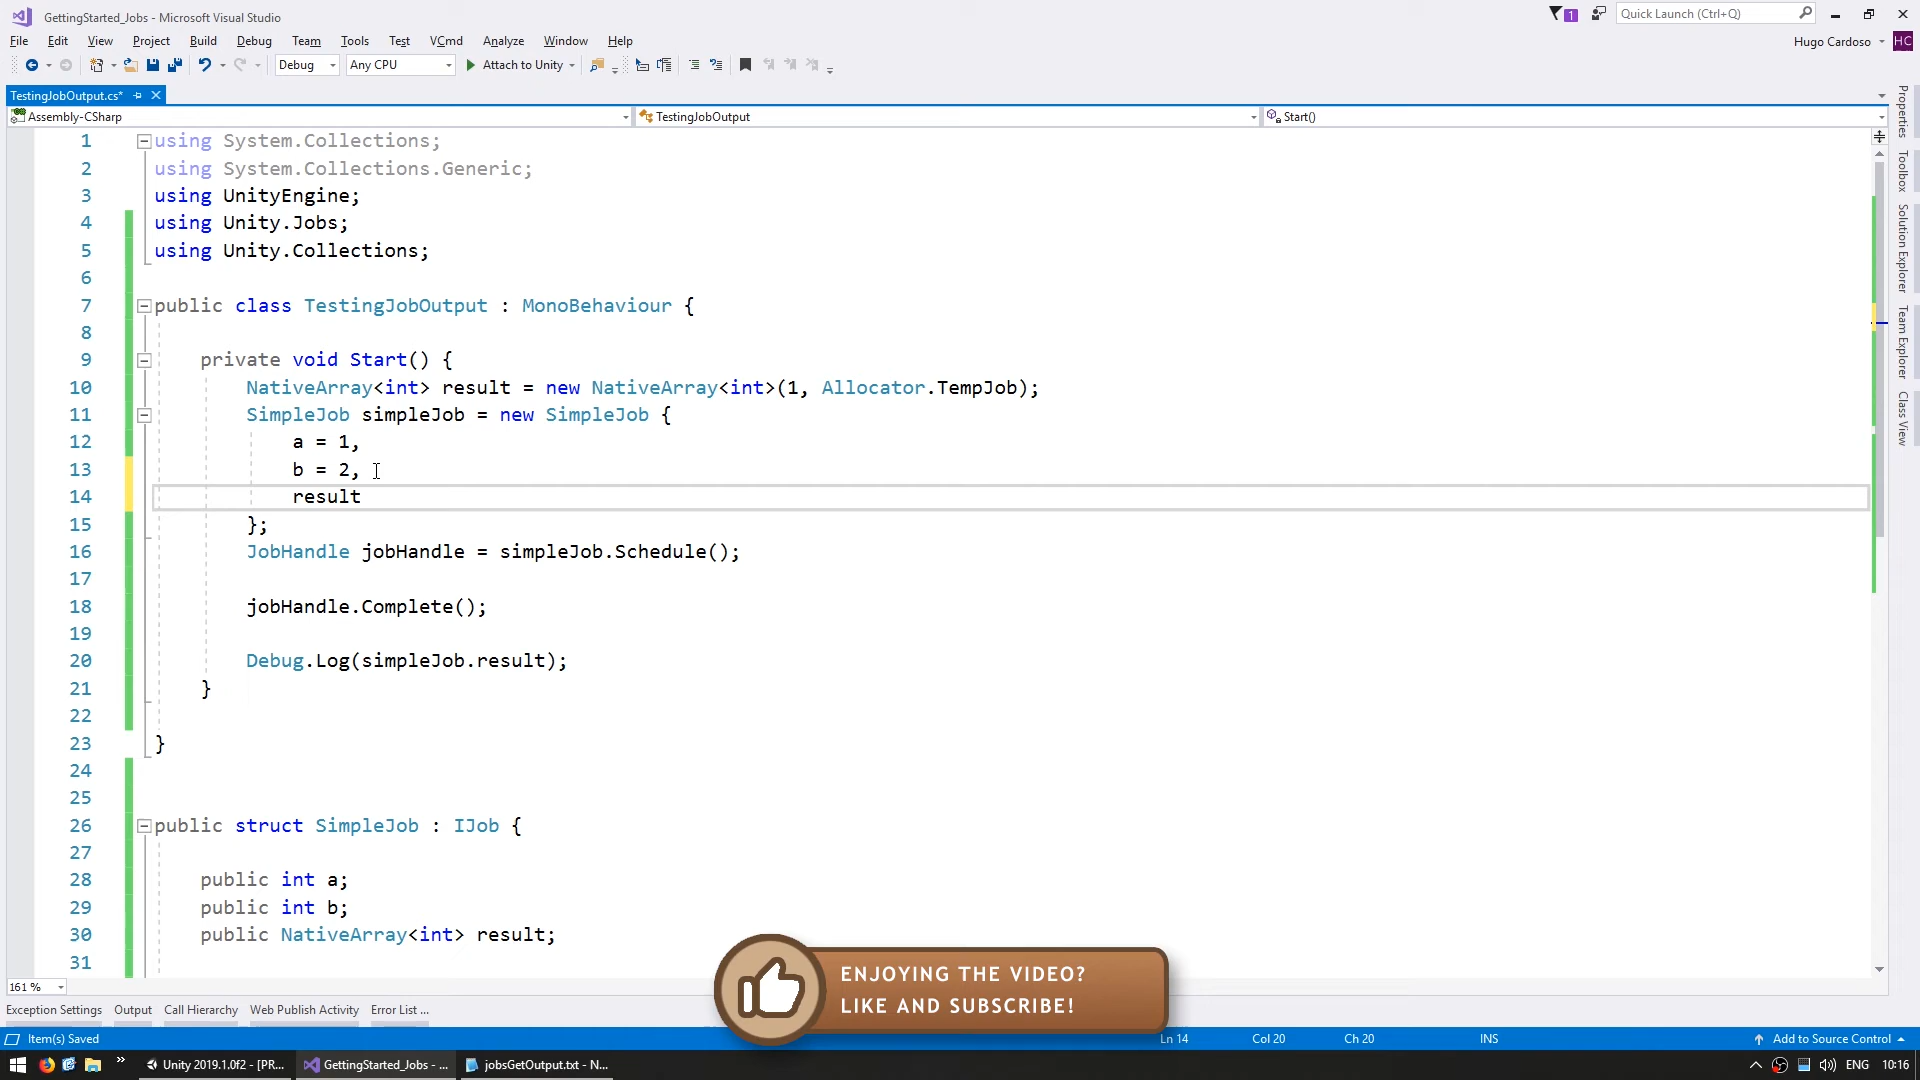 GettingStarted_Jobs - Microsoft Visual Studio
1
Quick Launch (Ctrl+Q)
File Edit View Project Build Debug Team Tools Test VCmd Analyze Window Help
Hugo Cardoso
HC
Debug Any CPU Attach to Unity
TestingJobOutput.cs*
Assembly-CSharp TestingJobOutput Start()
1 using System.Collections;
2 using System.Collections.Generic;
3 using UnityEngine;
4 using Unity.Jobs;
5 using Unity.Collections;
6
7 public class TestingJobOutput : MonoBehaviour {
8
9 private void Start() {
10 NativeArray<int> result = new NativeArray<int>(1, Allocator.TempJob);
11 SimpleJob simpleJob = new SimpleJob {
12 a = 1,
13 b = 2,
14 result
15 };
16 JobHandle jobHandle = simpleJob.Schedule();
17
18 jobHandle.Complete();
19
20 Debug.Log(simpleJob.result);
21 }
22
23 }
24
25
26 public struct SimpleJob : IJob {
27
28 public int a;
29 public int b;
30 public NativeArray<int> result;
31
Properties
Toolbox
Solution Explorer
Team Explorer
Class View
ENJOYING THE VIDEO?
LIKE AND SUBSCRIBE!
161 %
Exception Settings Output Call Hierarchy Web Publish Activity Error List ...
Item(s) Saved Ln 14 Col 20 Ch 20 INS Add to Source Control
Unity 2019.1.0f2 - [PR... GettingStarted_Jobs - ... jobsGetOutput.txt - N... ENG 10:16